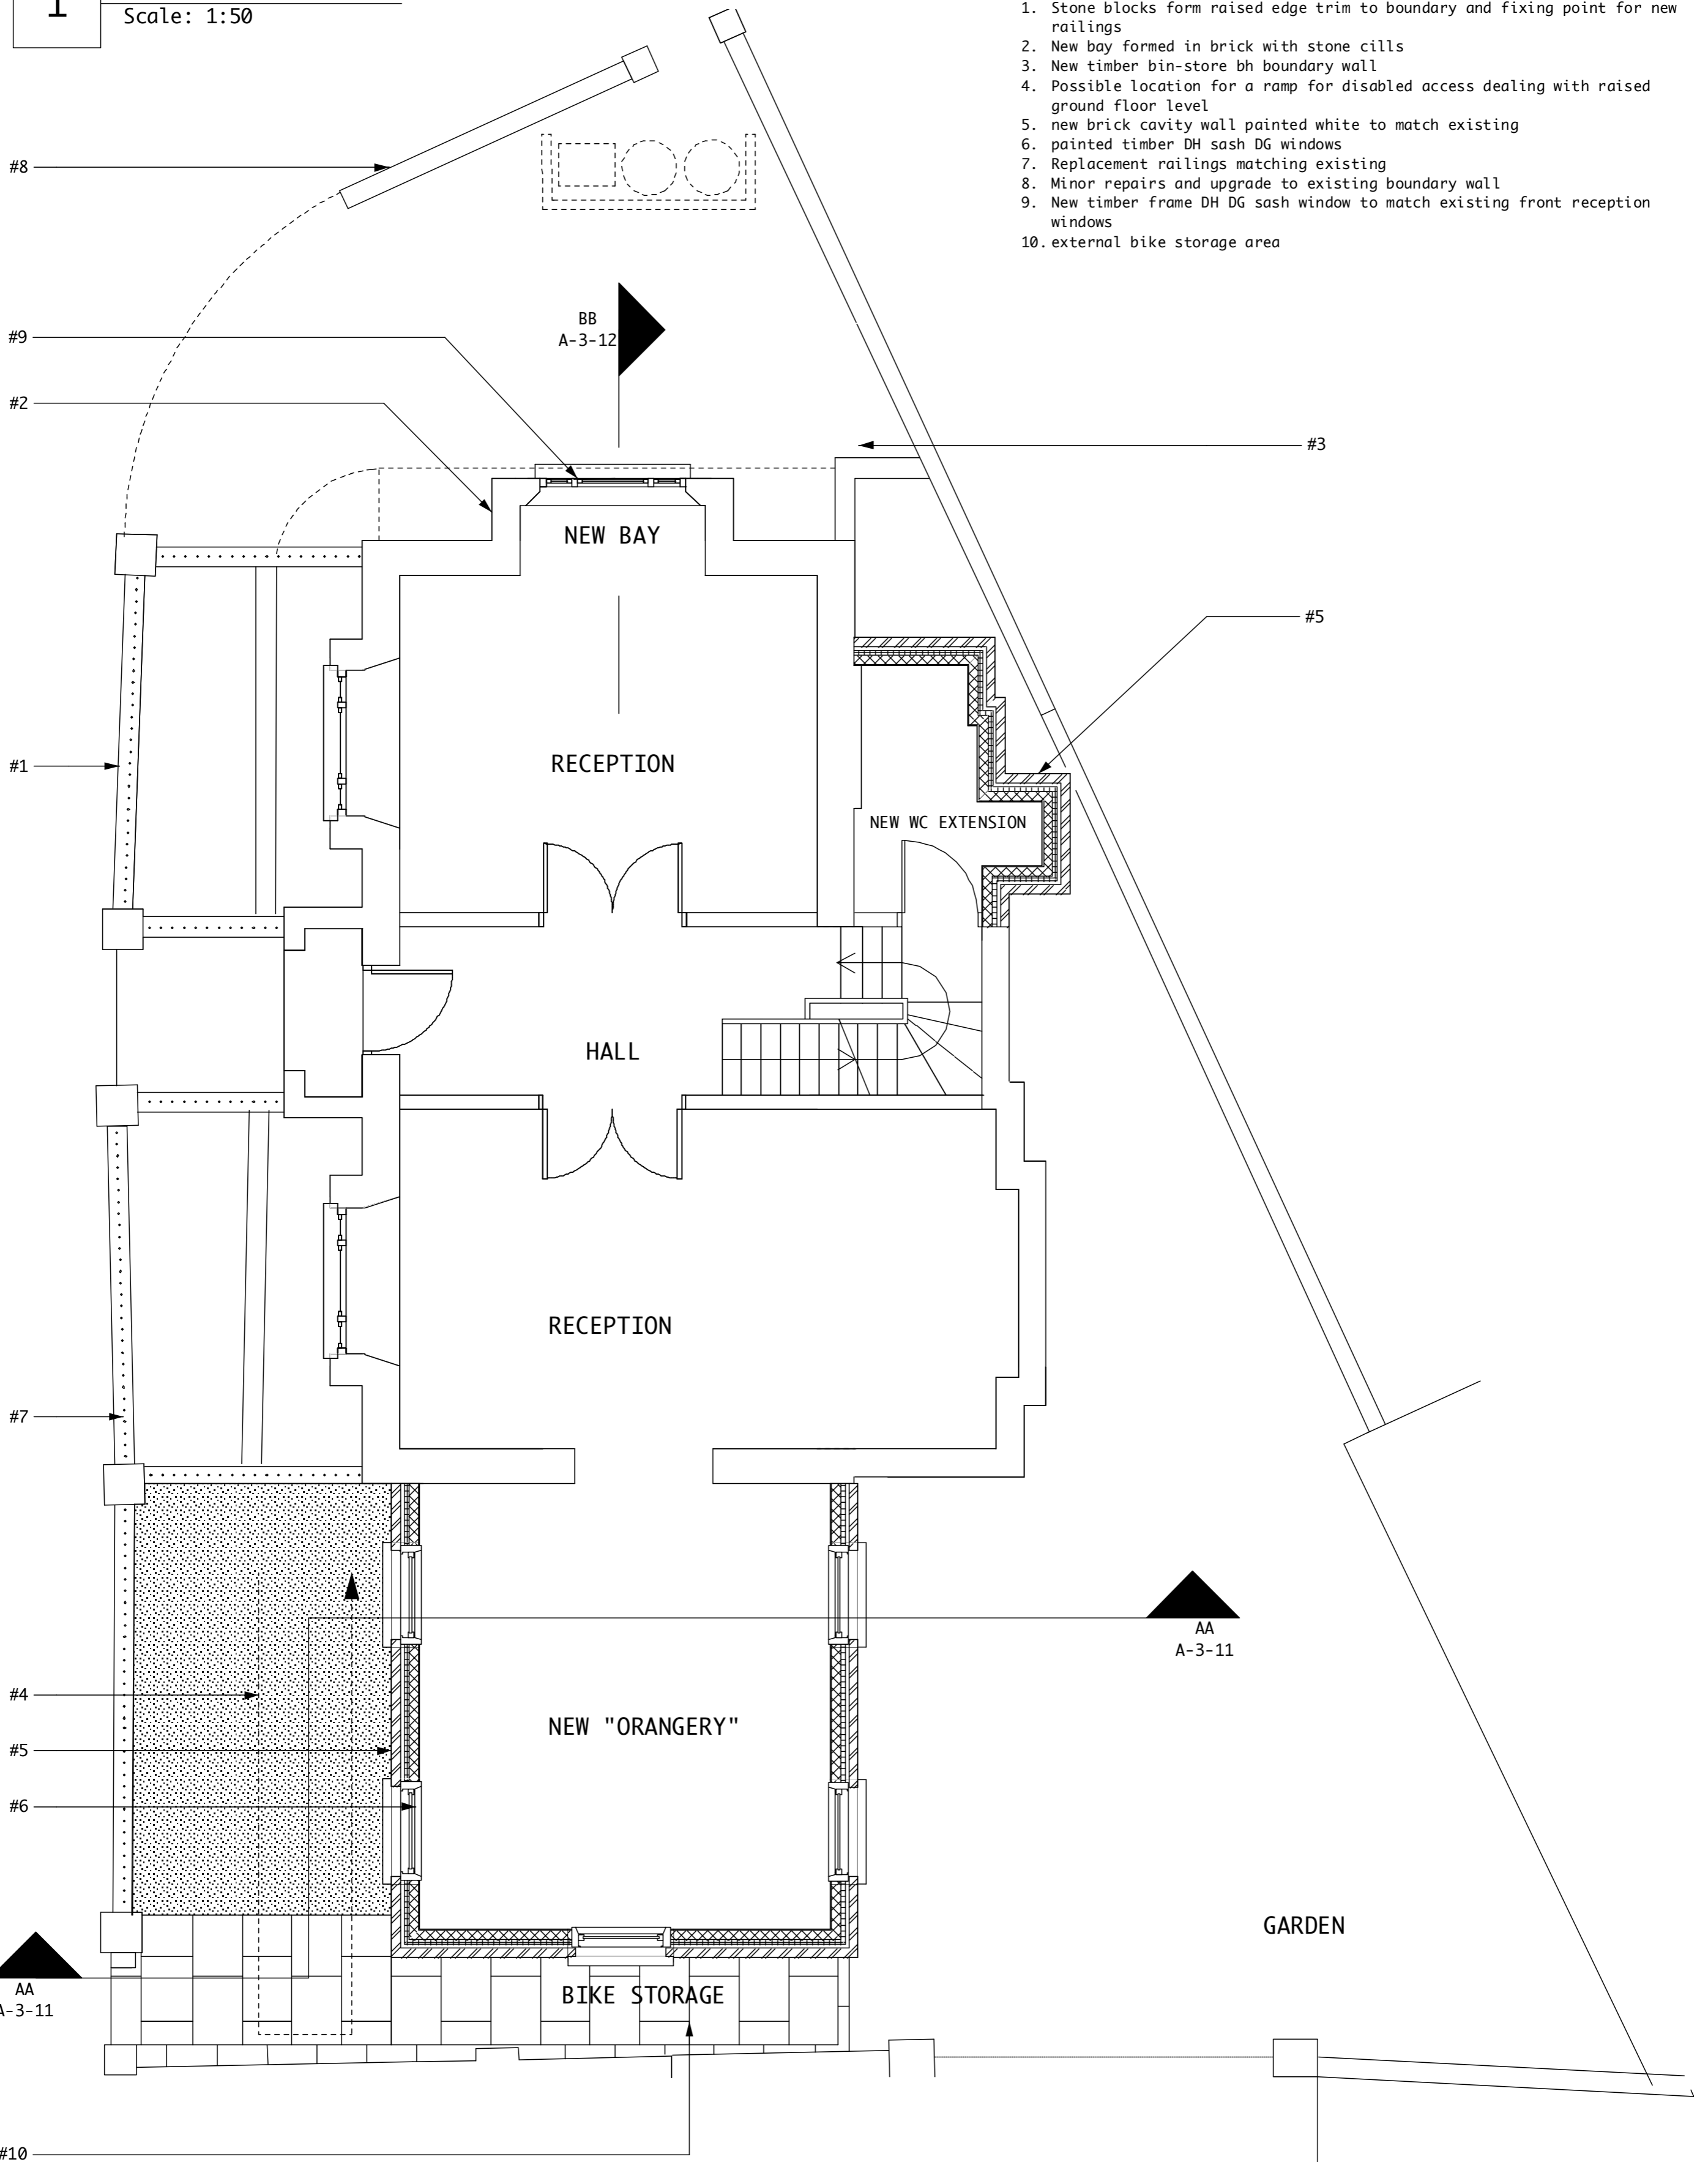 1
Scale: 1:50
1. Stone blocks form raised edge trim to boundary and fixing point for new
railings
2. New bay formed in brick with stone cills
3. New timber bin-store bh boundary wall
4. Possible location for a ramp for disabled access dealing with raised
ground floor level
5. new brick cavity wall painted white to match existing
6. painted timber DH sash DG windows
7. Replacement railings matching existing
8. Minor repairs and upgrade to existing boundary wall
9. New timber frame DH DG sash window to match existing front reception
windows
10. external bike storage area
#8
BB
A-3-12
#9
#2
#3
NEW BAY
#5
#1
RECEPTION
NEW WC EXTENSION
HALL
RECEPTION
#7
AA
A-3-11
#4
NEW "ORANGERY"
#5
#6
GARDEN
AA
A-3-11
BIKE STORAGE
#10